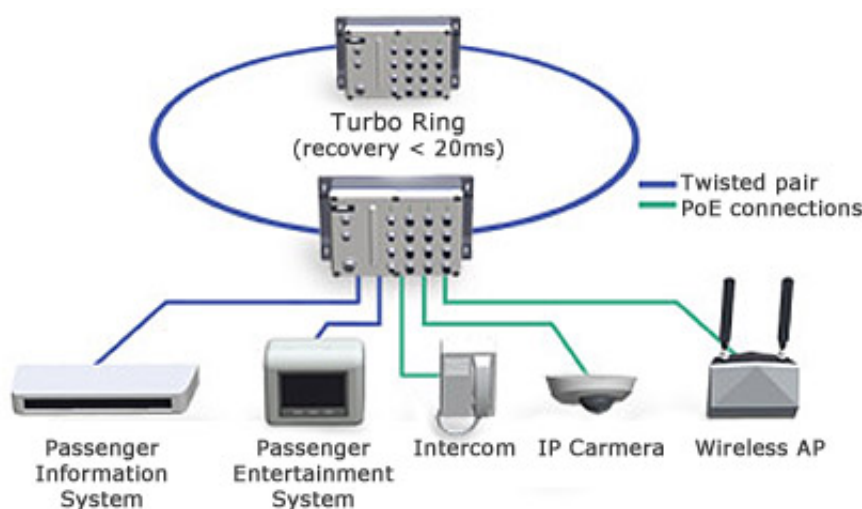 Turbo Ring
(recovery < 20ms)
Twisted pair
PoE connections
Passenger
Information
System
Passenger
Entertainment
System
Intercom
IP Carmera
Wireless AP